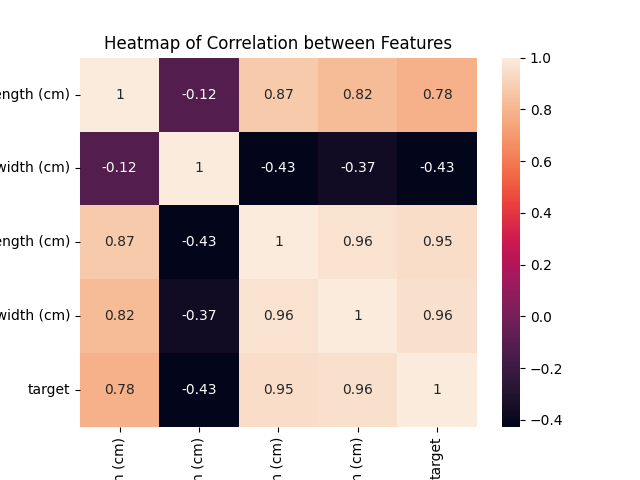 Heatmap of Correlation between Features
ength (cm) 1 -0.12 0.87 0.82 0.78
width (cm) -0.12 1 -0.43 -0.37 -0.43
ength (cm) 0.87 -0.43 1 0.96 0.95
width (cm) 0.82 -0.37 0.96 1 0.96
target 0.78 -0.43 0.95 0.96 1
(cm) (cm) (cm) (cm) target
1.0
0.8
0.6
0.4
0.2
0.0
−0.2
−0.4